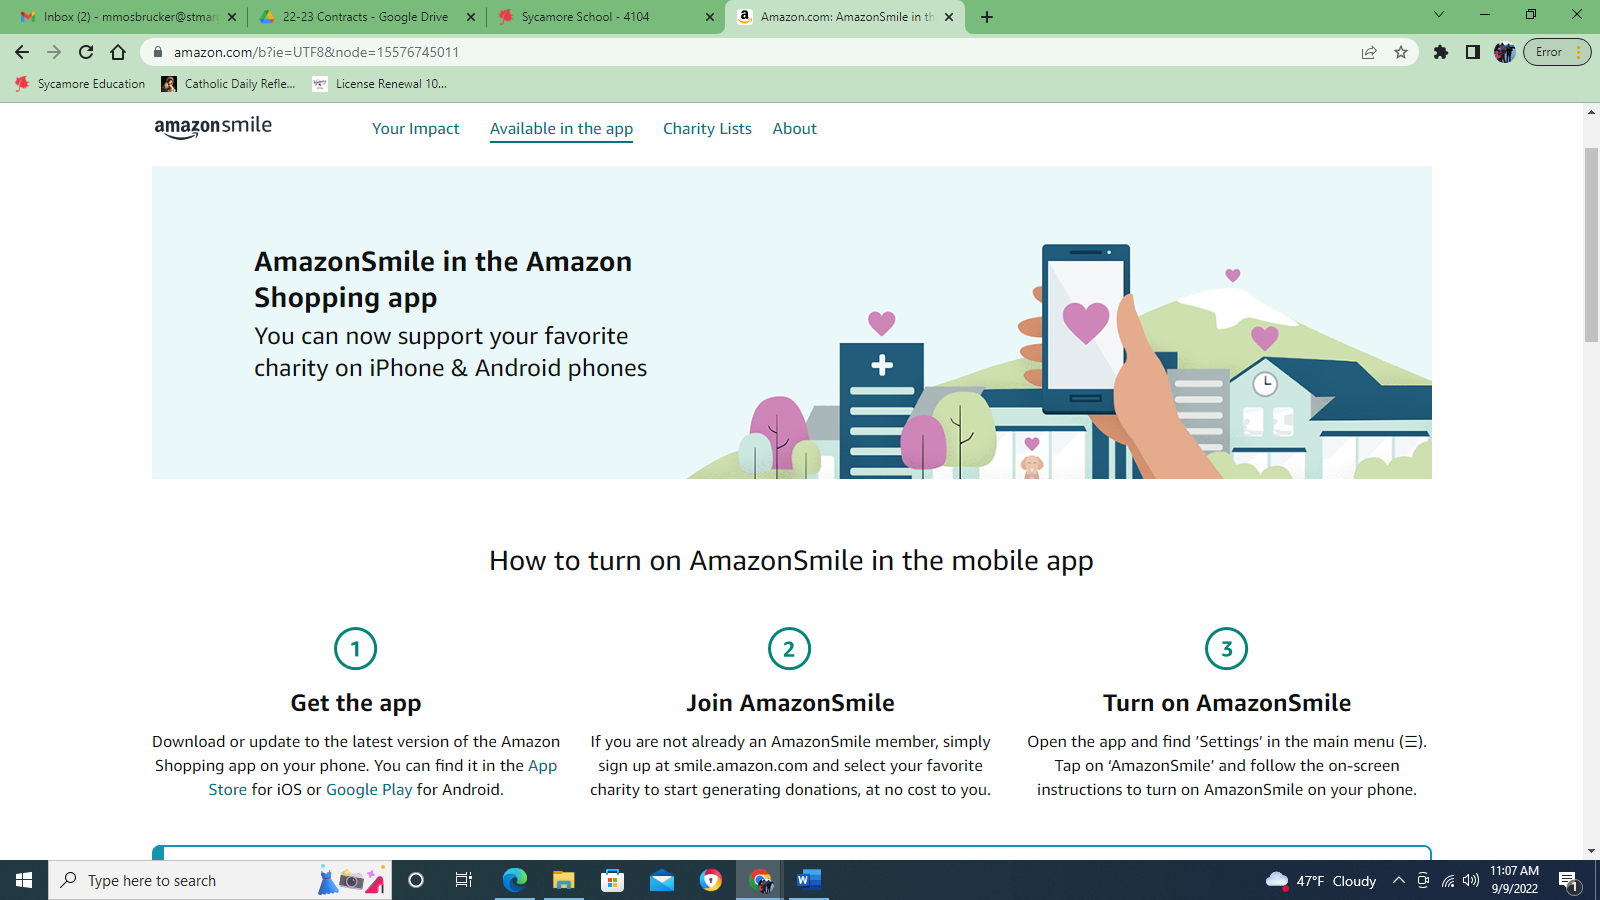 Inbox (2) - mmosbrucker@stmar
22-23 Contracts - Google Drive
Sycamore School - 4104
Amazon.com: AmazonSmile in th
amazon.com/b?ie=UTF8&node=15576745011
Error
Sycamore Education
Catholic Daily Refle...
License Renewal 10...
amazonsmile
Your Impact
Available in the app
Charity Lists
About
AmazonSmile in the Amazon
Shopping app
You can now support your favorite
charity on iPhone & Android phones
How to turn on AmazonSmile in the mobile app
1
Get the app
Download or update to the latest version of the Amazon
Shopping app on your phone. You can find it in the App
Store for iOS or Google Play for Android.
2
Join AmazonSmile
If you are not already an AmazonSmile member, simply
sign up at smile.amazon.com and select your favorite
charity to start generating donations, at no cost to you.
3
Turn on AmazonSmile
Open the app and find ‘Settings’ in the main menu (☰).
Tap on ‘AmazonSmile’ and follow the on-screen
instructions to turn on AmazonSmile on your phone.
Type here to search
47°F Cloudy
11:07 AM
9/9/2022
1